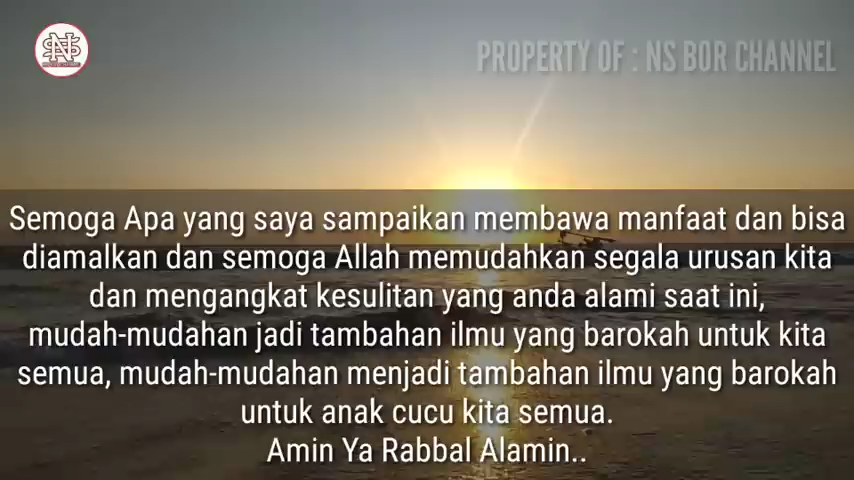 PROPERTY OF : NS BOR CHANNEL
Semoga Apa yang saya sampaikan membawa manfaat dan bisa
diamalkan dan semoga Allah memudahkan segala urusan kita
dan mengangkat kesulitan yang anda alami saat ini,
mudah-mudahan jadi tambahan ilmu yang barokah untuk kita
semua, mudah-mudahan menjadi tambahan ilmu yang barokah
untuk anak cucu kita semua.
Amin Ya Rabbal Alamin..